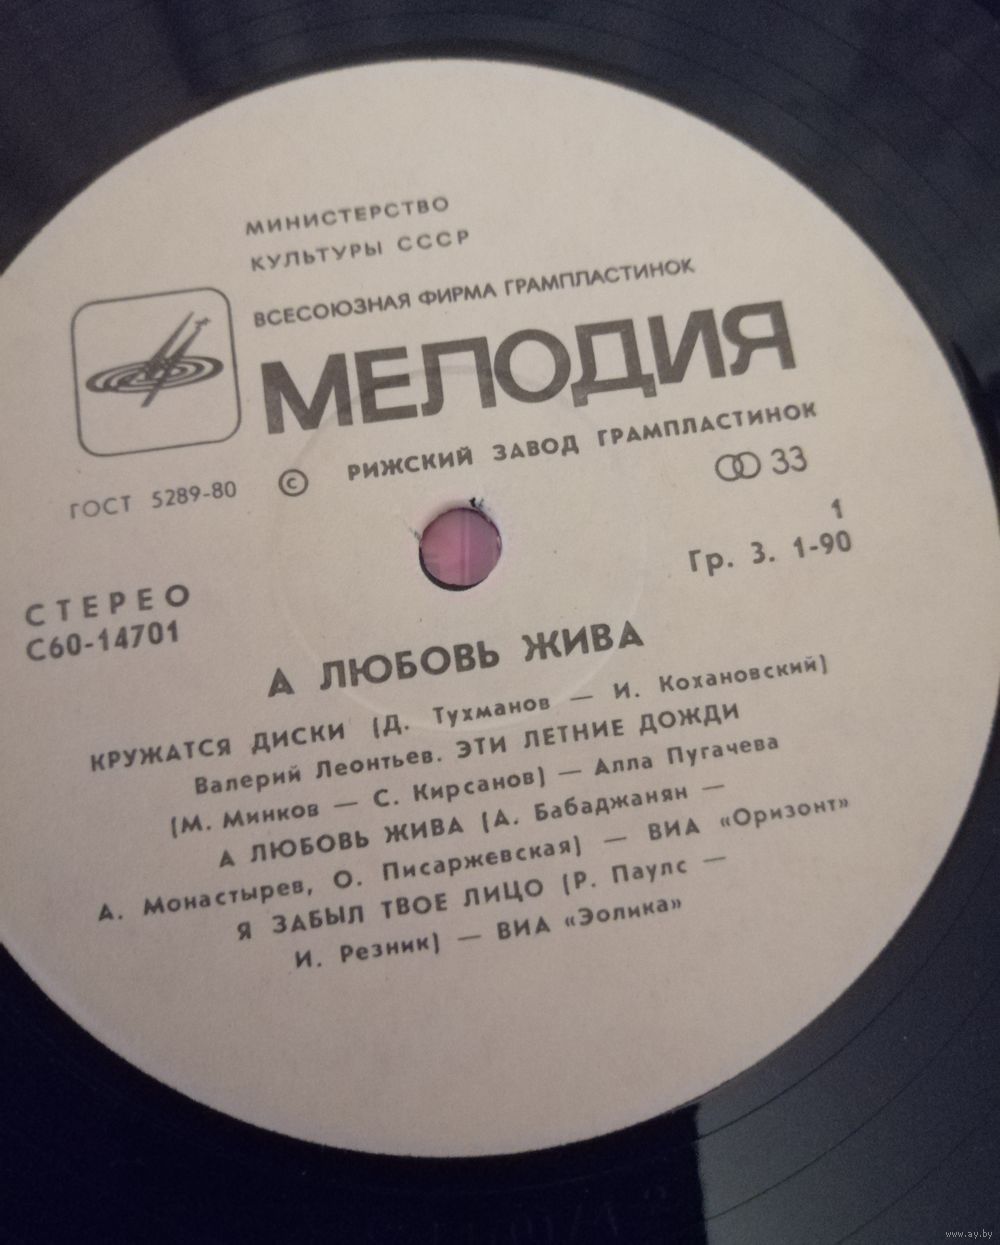 МИНИСТЕРСТВО
КУЛЬТУРЫ СССР
ВСЕСОЮЗНАЯ ФИРМА ГРАМПЛАСТИНОК
МЕЛОДИЯ
РИЖСКИЙ ЗАВОД ГРАМПЛАСТИНОК
ГОСТ 5289-80 ©
33
1
Гр. 3. 1-90
СТЕРЕО
С60-14701
А ЛЮБОВЬ ЖИВА
КРУЖАТСЯ ДИСКИ (Д. Тухманов — И. Кохановский)
Валерий Леонтьев. ЭТИ ЛЕТНИЕ ДОЖДИ
(М. Минков — С. Кирсанов) — Алла Пугачева
А ЛЮБОВЬ ЖИВА (А. Бабаджанян —
А. Монастырев, О. Писаржевская) — ВИА «Оризонт»
Я ЗАБЫЛ ТВОЕ ЛИЦО (Р. Паулс —
И. Резник) — ВИА «Эолика»
www.ay.by